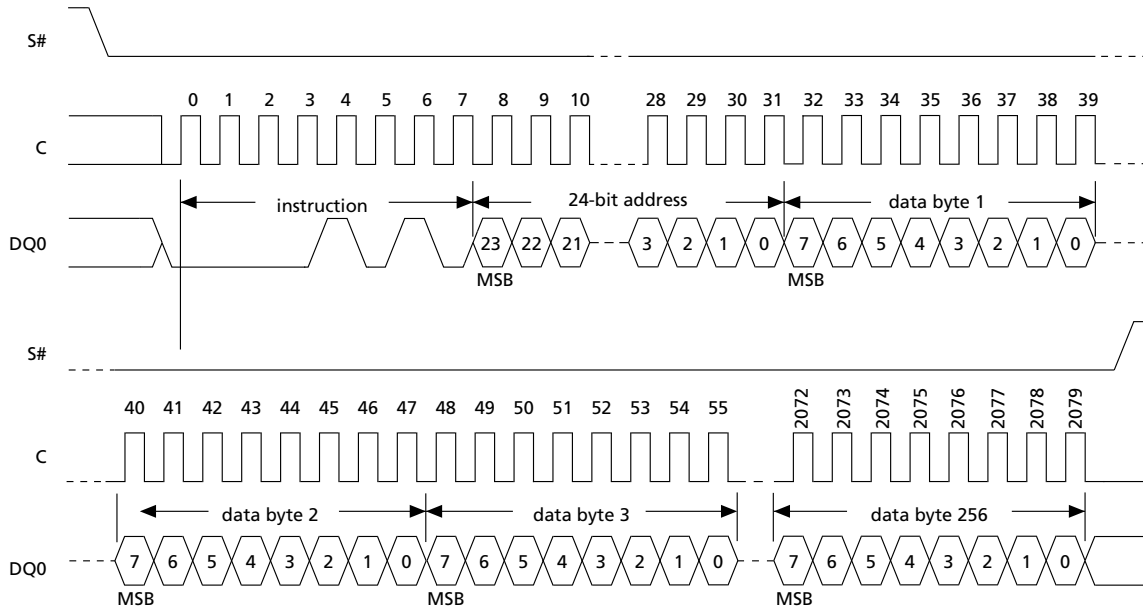 S#
0 1 2 3 4 5 6 7 8 9 10 28 29 30 31 32 33 34 35 36 37 38 39
C
instruction 24-bit address data byte 1
DQ0 23 22 21 3 2 1 0 7 6 5 4 3 2 1 0
MSB MSB
S#
40 41 42 43 44 45 46 47 48 49 50 51 52 53 54 55 2072 2073 2074 2075 2076 2077 2078 2079
C
data byte 2 data byte 3 data byte 256
DQ0 7 6 5 4 3 2 1 0 7 6 5 4 3 2 1 0 7 6 5 4 3 2 1 0
MSB MSB MSB